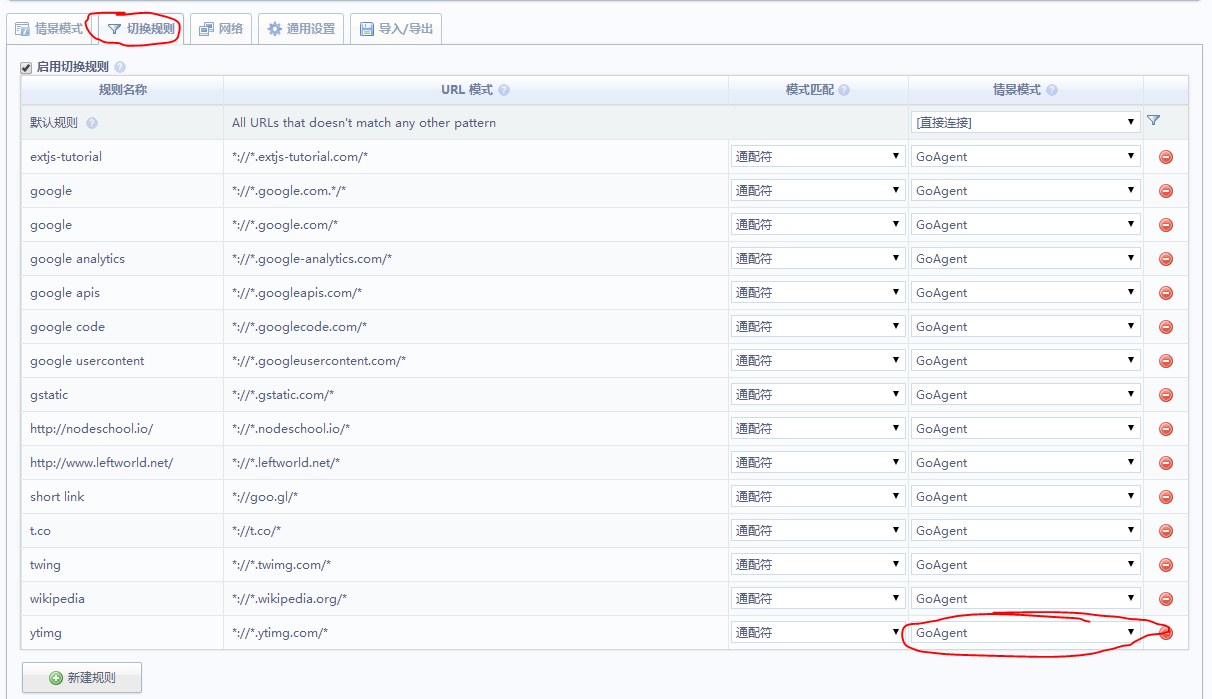 情景模式 切换规则 网络 通用设置 导入/导出
启用切换规则 ?
规则名称 URL 模式 ? 模式匹配 ? 情景模式 ?
默认规则 ? All URLs that doesn't match any other pattern [直接连接]
extjs-tutorial *://*.extjs-tutorial.com/* 通配符 GoAgent
google *://*.google.com.*/* 通配符 GoAgent
google *://*.google.com/* 通配符 GoAgent
google analytics *://*.google-analytics.com/* 通配符 GoAgent
google apis *://*.googleapis.com/* 通配符 GoAgent
google code *://*.googlecode.com/* 通配符 GoAgent
google usercontent *://*.googleusercontent.com/* 通配符 GoAgent
gstatic *://*.gstatic.com/* 通配符 GoAgent
http://nodeschool.io/ *://*.nodeschool.io/* 通配符 GoAgent
http://www.leftworld.net/ *://*.leftworld.net/* 通配符 GoAgent
short link *://goo.gl/* 通配符 GoAgent
t.co *://t.co/* 通配符 GoAgent
twing *://*.twimg.com/* 通配符 GoAgent
wikipedia *://*.wikipedia.org/* 通配符 GoAgent
ytimg *://*.ytimg.com/* 通配符 GoAgent
新建规则